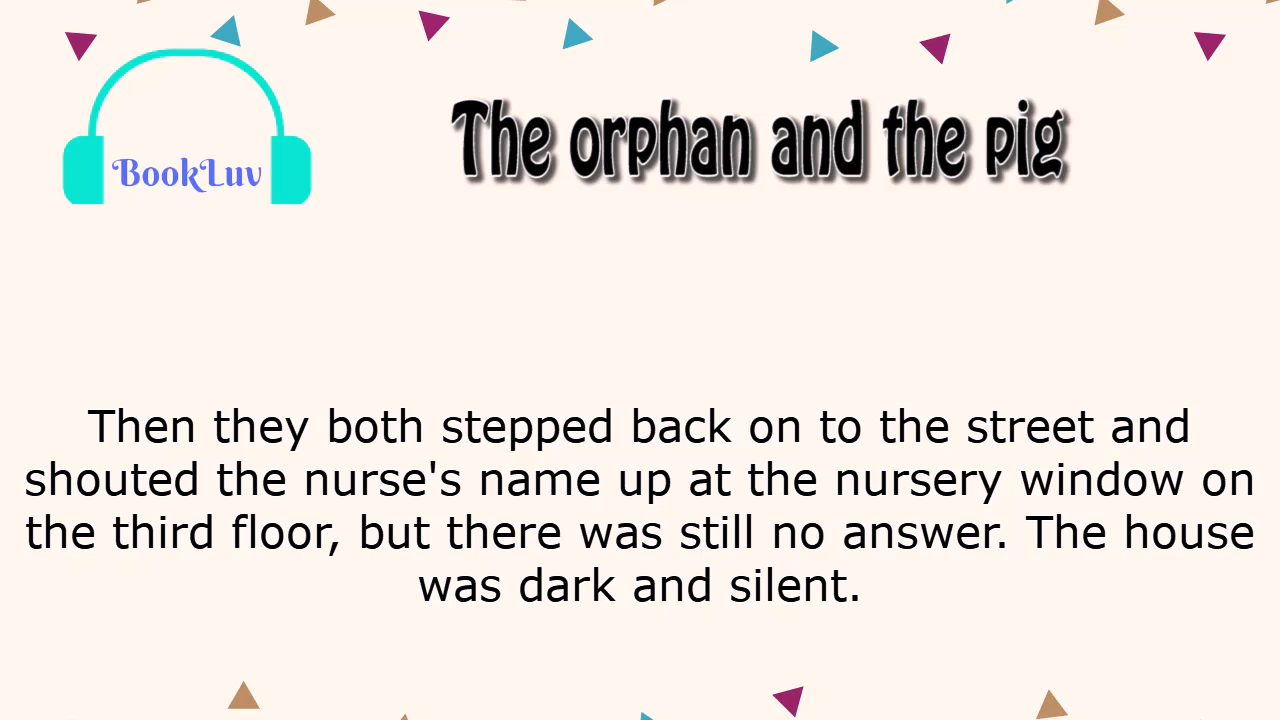 The orphan and the pig
BookLuv
Then they both stepped back on to the street and
shouted the nurse's name up at the nursery window on
the third floor, but there was still no answer. The house
was dark and silent.